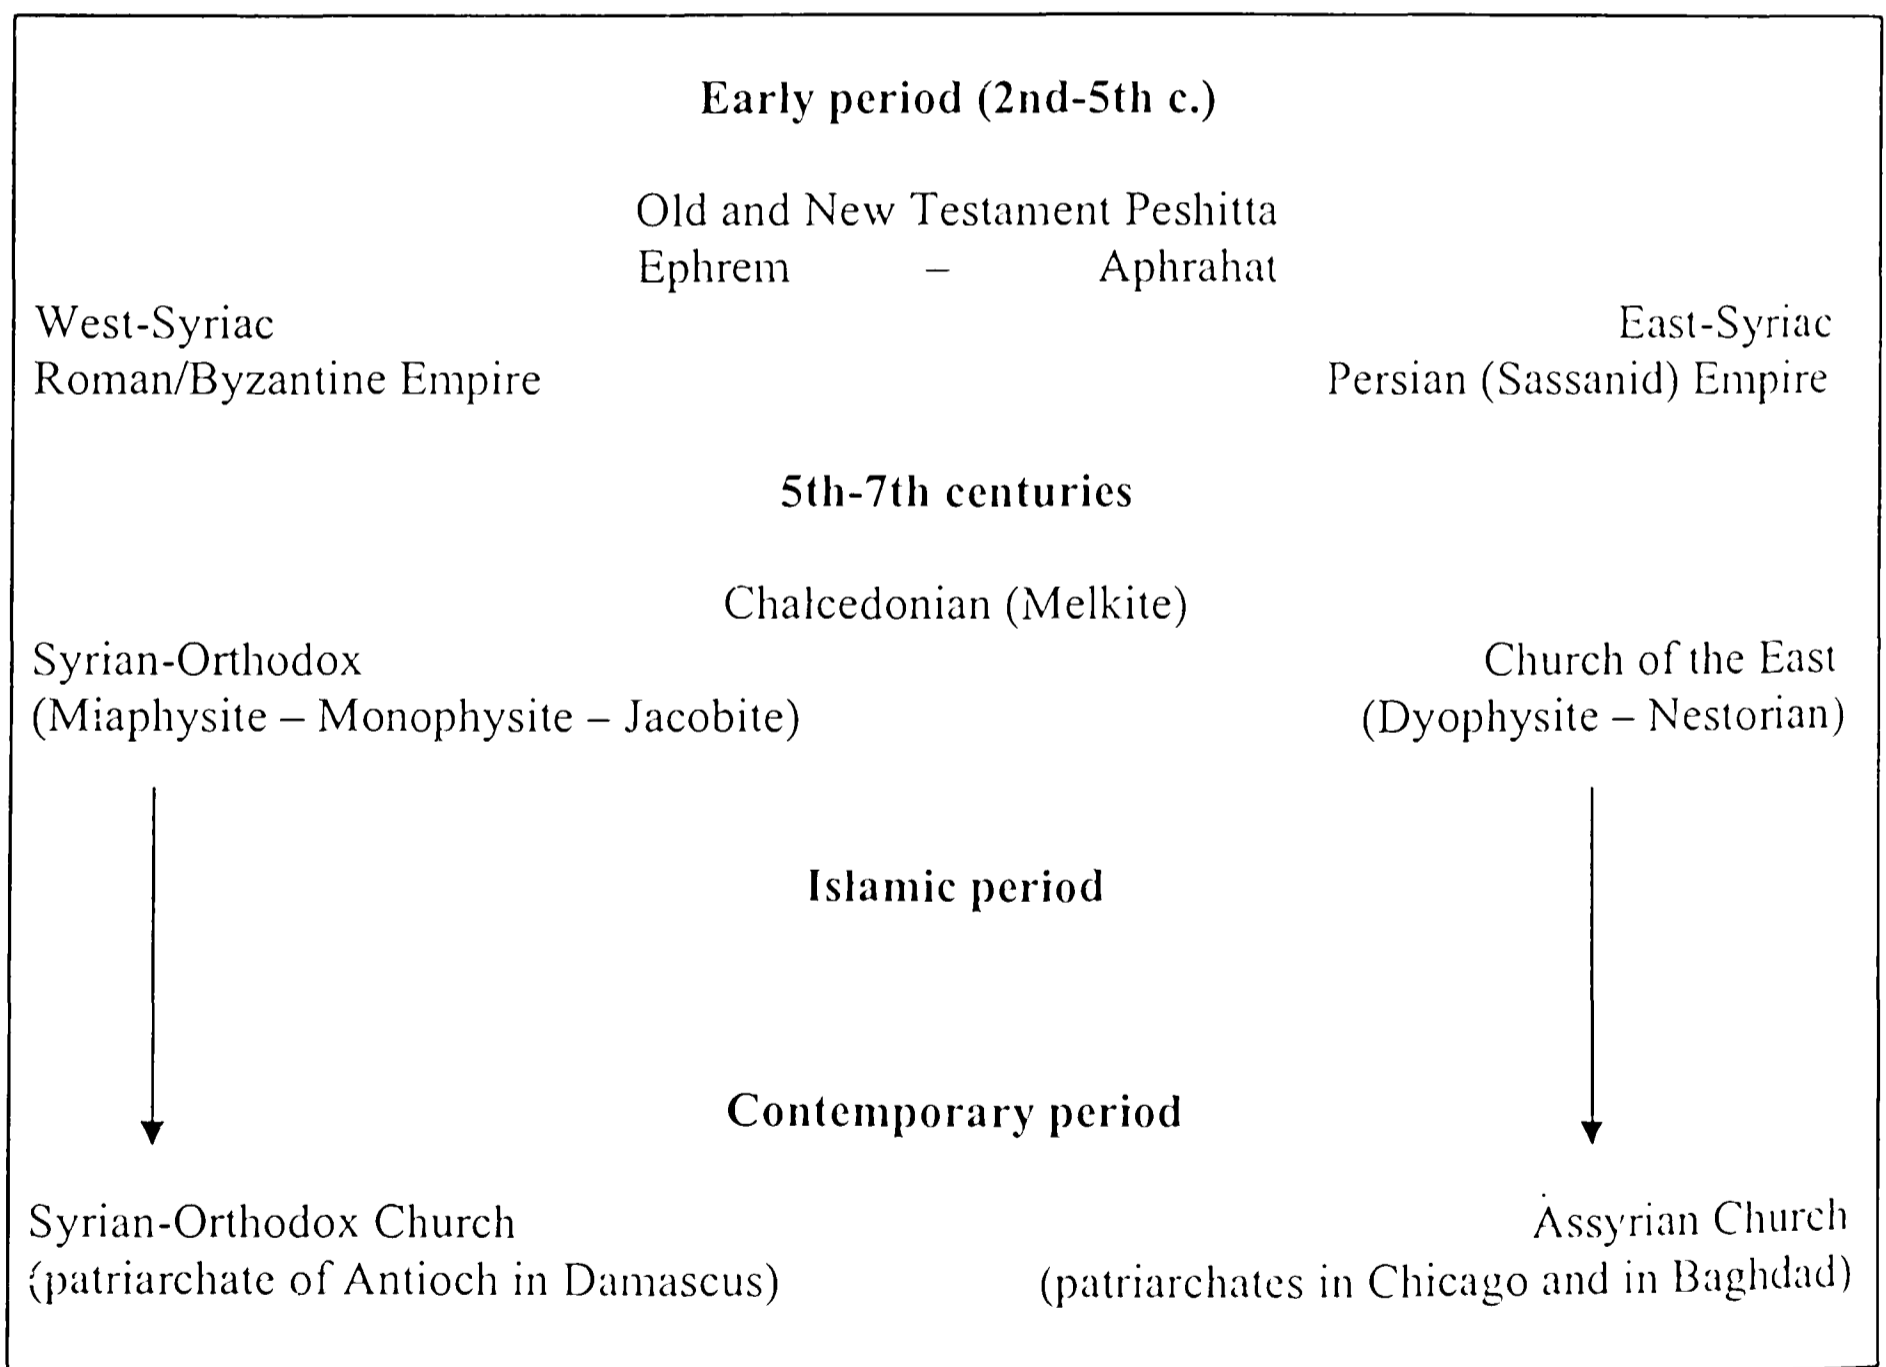 Early period (2nd-5th c.)
Old and New Testament Peshitta
Ephrem – Aphrahat
West-Syriac East-Syriac
Roman/Byzantine Empire Persian (Sassanid) Empire
5th-7th centuries
Chalcedonian (Melkite)
Syrian-Orthodox Church of the East
(Miaphysite – Monophysite – Jacobite) (Dyophysite – Nestorian)
Islamic period
Contemporary period
Syrian-Orthodox Church Assyrian Church
(patriarchate of Antioch in Damascus) (patriarchates in Chicago and in Baghdad)